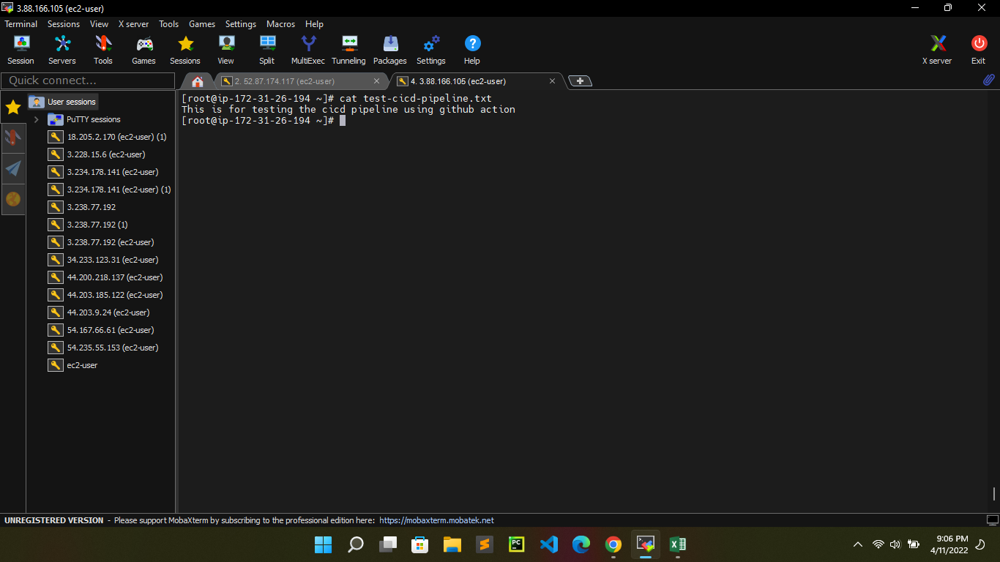 3.88.166.105 (ec2-user)
Terminal Sessions View X server Tools Games Settings Macros Help
Session Servers Tools Games Sessions View Split MultiExec Tunneling Packages Settings Help X server Exit
Quick connect...
2. 52.87.174.117 (ec2-user)
4. 3.88.166.105 (ec2-user)
User sessions
PuTTY sessions
18.205.2.170 (ec2-user) (1)
3.228.15.6 (ec2-user)
3.234.178.141 (ec2-user)
3.234.178.141 (ec2-user) (1)
3.238.77.192
3.238.77.192 (1)
3.238.77.192 (ec2-user)
34.233.123.31 (ec2-user)
44.200.218.137 (ec2-user)
44.203.185.122 (ec2-user)
44.203.9.24 (ec2-user)
54.167.66.61 (ec2-user)
54.235.55.153 (ec2-user)
ec2-user
[root@ip-172-31-26-194 ~]# cat test-cicd-pipeline.txt
This is for testing the cicd pipeline using github action
[root@ip-172-31-26-194 ~]#
UNREGISTERED VERSION - Please support MobaXterm by subscribing to the professional edition here: https://mobaxterm.mobatek.net
PC
9:06 PM
4/11/2022